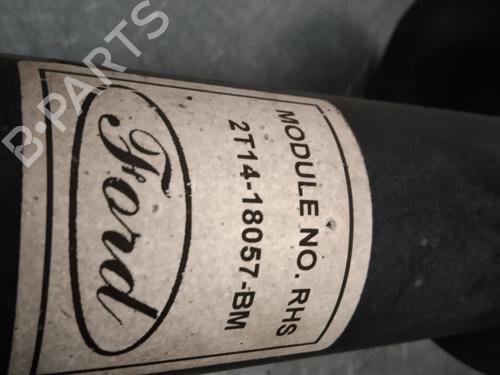 B-PARTS
Ford
MODULE NO. RHS
2T14-18057-BM